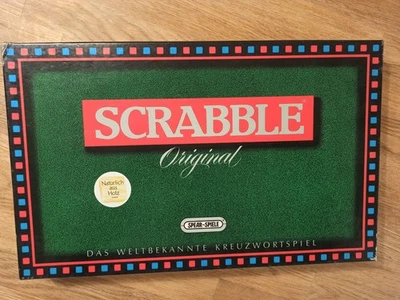 SCRABBLE
Original
Natürlich
aus
Holz
SPEAR-SPIELE
DAS WELTBEKANNTE KREUZWORTSPIEL